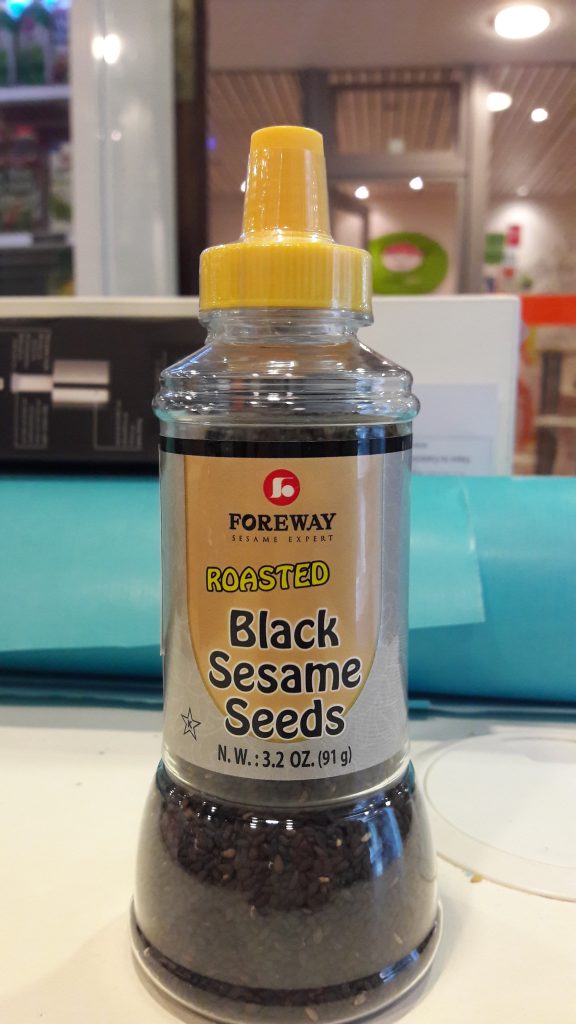 FOREWAY
SESAME EXPERT
ROASTED
Black
Sesame
Seeds
K
N. W. : 3.2 OZ. (91 g)